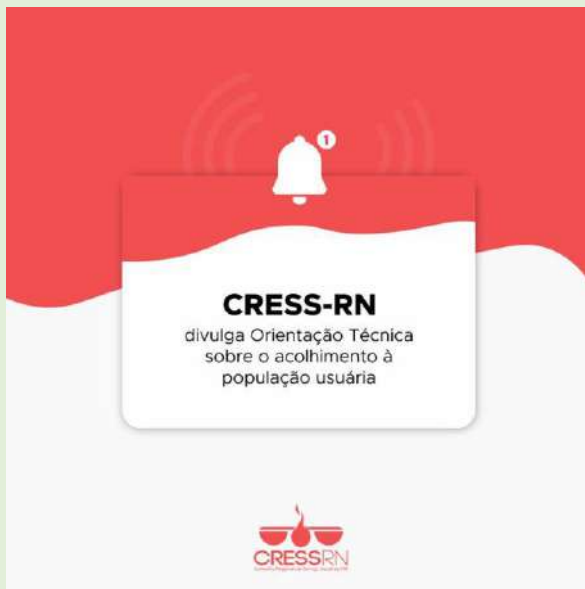 1
CRESS-RN
divulga Orientação Técnica
sobre o acolhimento à
população usuária
CRESSRN